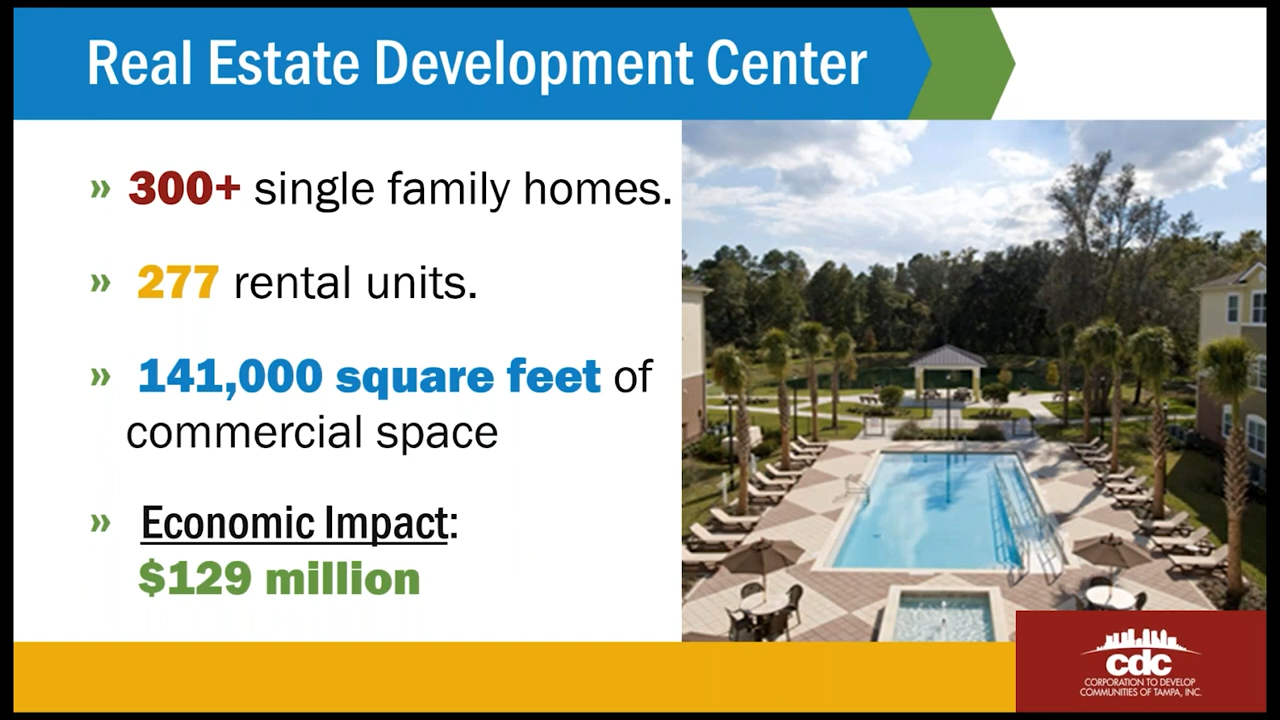 Real Estate Development Center
» 300+ single family homes.
» 277 rental units.
» 141,000 square feet of
commercial space
» Economic Impact:
$129 million
cdc
CORPORATION TO DEVELOP
COMMUNITIES OF TAMPA, INC.